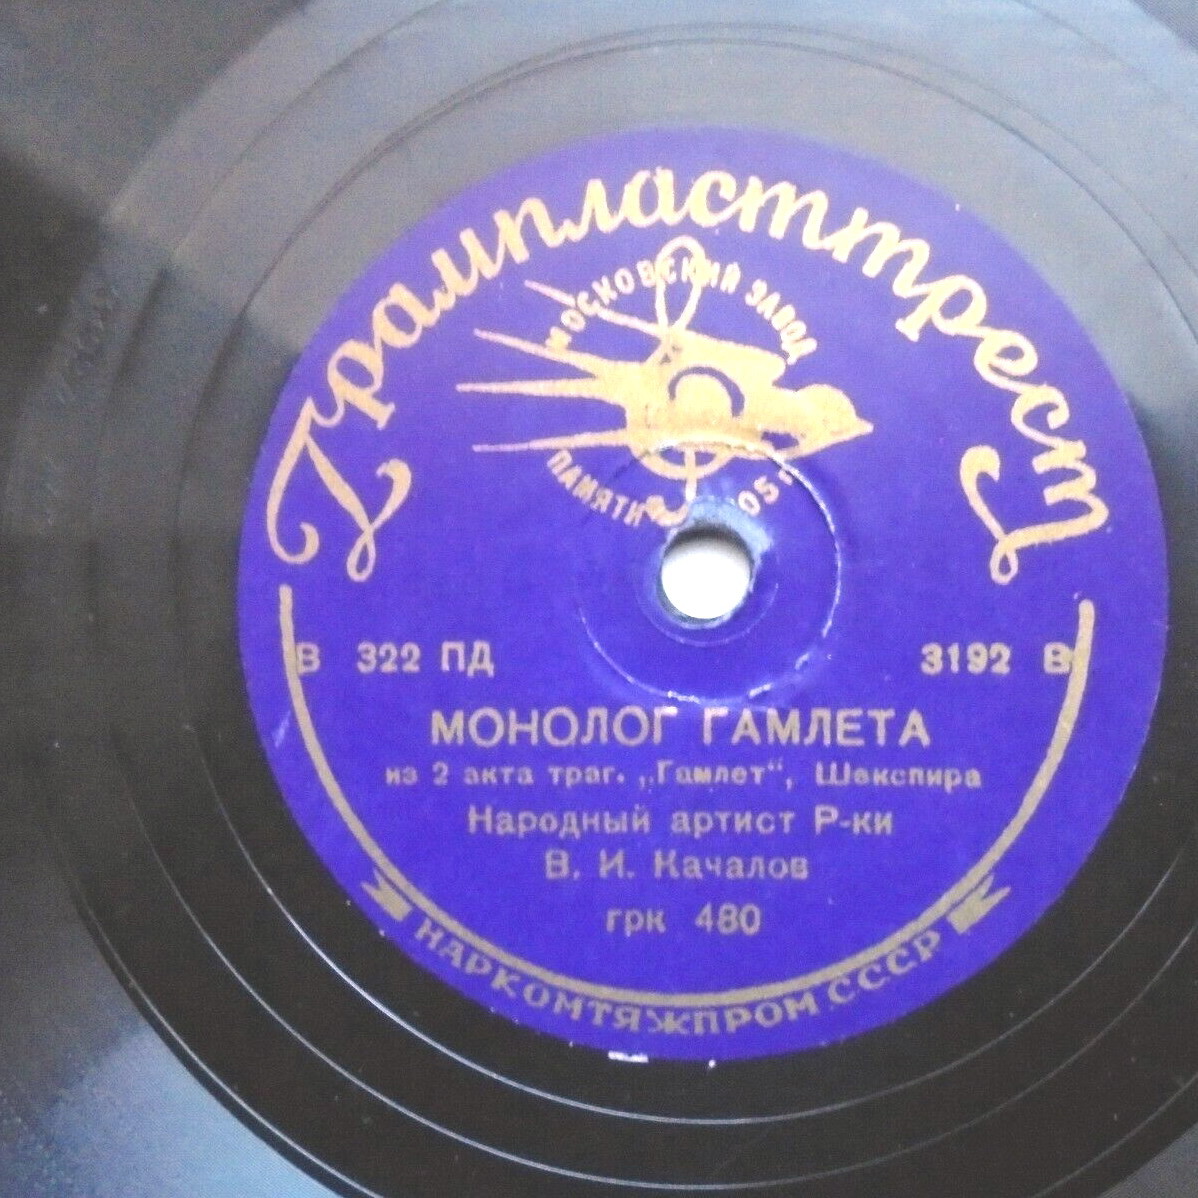 Грампласттрест
МОСКОВСКИЙ ЗАВОД
ПАМЯТИ 05 г.
В 322 ПД 3192 В
МОНОЛОГ ГАМЛЕТА
из 2 акта траг. „Гамлет“, Шекспира
Народный артист Р-ки
В. И. Качалов
грк 480
НАРКОМТЯЖПРОМ СССР